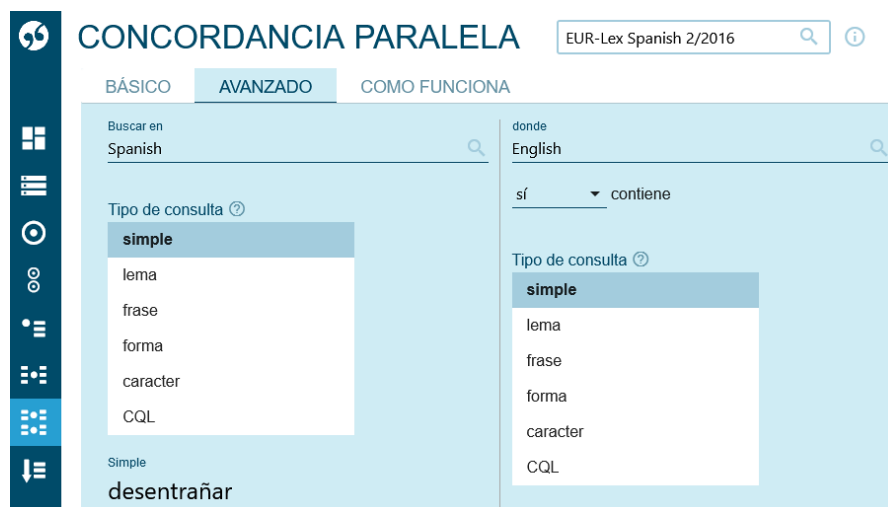 CONCORDANCIA PARALELA
EUR-Lex Spanish 2/2016
BÁSICO AVANZADO COMO FUNCIONA
Buscar en
Spanish
Tipo de consulta
simple
lema
frase
forma
caracter
CQL
Simple
desentrañar
donde
English
sí contiene
Tipo de consulta
simple
lema
frase
forma
caracter
CQL